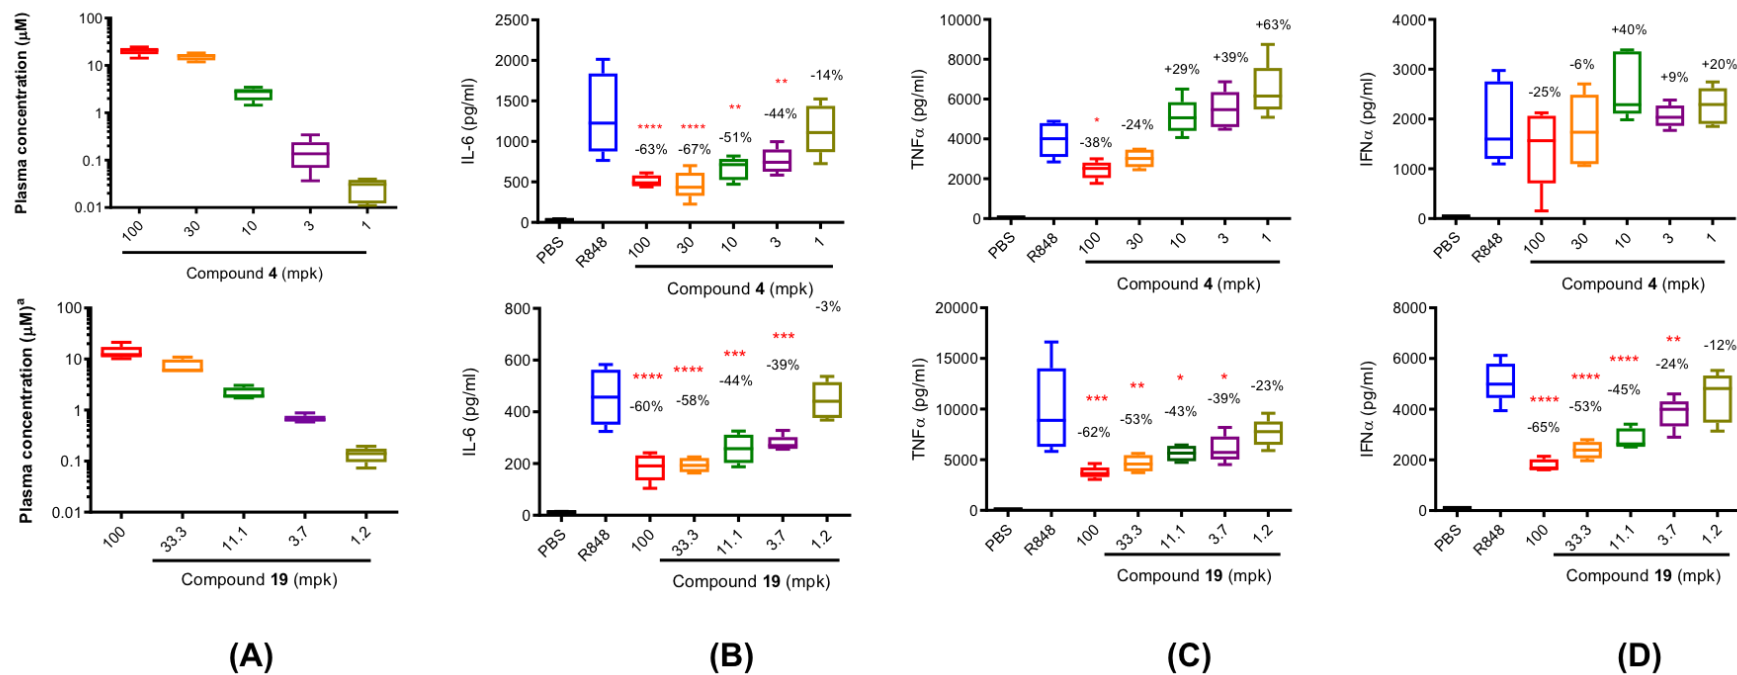 Plasma concentration (µM)
100
10
1
0.1
0.01
100 30 10 3 1
Compound 4 (mpk)
IL-6 (pg/ml)
2500
2000
1500
1000
500
0
**** **** ** **
-63% -67% -51% -44% -14%
PBS R848 100 30 10 3 1
Compound 4 (mpk)
TNFα (pg/ml)
10000
8000
6000
4000
2000
0
*
-38% -24% +29% +39% +63%
PBS R848 100 30 10 3 1
Compound 4 (mpk)
IFNα (pg/ml)
4000
3000
2000
1000
0
-25% -6% +40% +9% +20%
PBS R848 100 30 10 3 1
Compound 4 (mpk)
Plasma concentration (µM)a
100
10
1
0.1
0.01
100 33.3 11.1 3.7 1.2
Compound 19 (mpk)
IL-6 (pg/ml)
800
600
400
200
0
**** **** *** ***
-60% -58% -44% -39% -3%
PBS R848 100 33.3 11.1 3.7 1.2
Compound 19 (mpk)
TNFα (pg/ml)
20000
15000
10000
5000
0
*** ** * *
-62% -53% -43% -39% -23%
PBS R848 100 33.3 11.1 3.7 1.2
Compound 19 (mpk)
IFNα (pg/ml)
8000
6000
4000
2000
0
**** **** **** **
-65% -53% -45% -24% -12%
PBS R848 100 33.3 11.1 3.7 1.2
Compound 19 (mpk)
(A) (B) (C) (D)